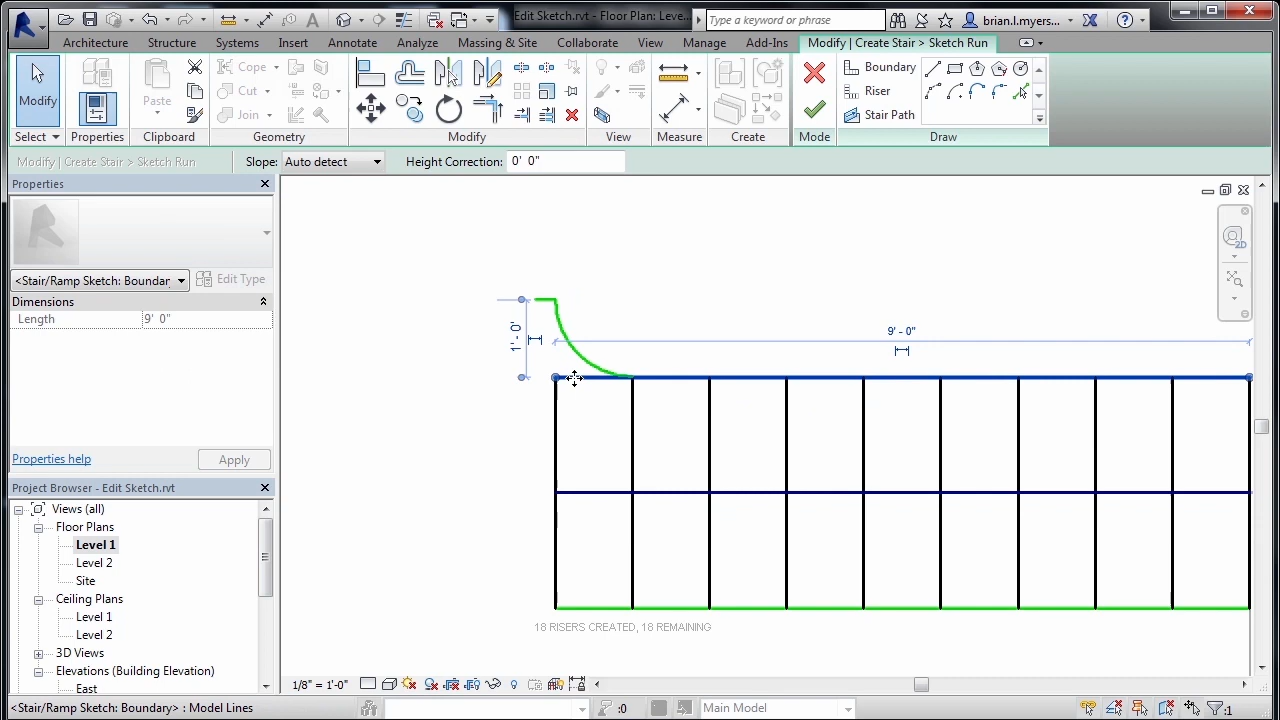 Edit Sketch.rvt - Floor Plan: Leve...
Type a keyword or phrase
brian.l.myers...
Architecture Structure Systems Insert Annotate Analyze Massing & Site Collaborate View Manage Add-Ins Modify | Create Stair > Sketch Run
Modify
Select
Properties
Paste
Clipboard
Cope
Cut
Join
Geometry
Modify
View
Measure
Create
Mode
Boundary
Riser
Stair Path
Draw
Modify | Create Stair > Sketch Run
Slope: Auto detect
Height Correction: 0' 0"
Properties
<Stair/Ramp Sketch: Boundar
Edit Type
Dimensions
Length 9' 0"
Properties help
Apply
Project Browser - Edit Sketch.rvt
Views (all)
Floor Plans
Level 1
Level 2
Site
Ceiling Plans
Level 1
Level 2
3D Views
Elevations (Building Elevation)
East
2D
1' - 0"
9' - 0"
18 RISERS CREATED, 18 REMAINING
1/8" = 1'-0"
<Stair/Ramp Sketch: Boundary> : Model Lines
:0
Main Model
:1